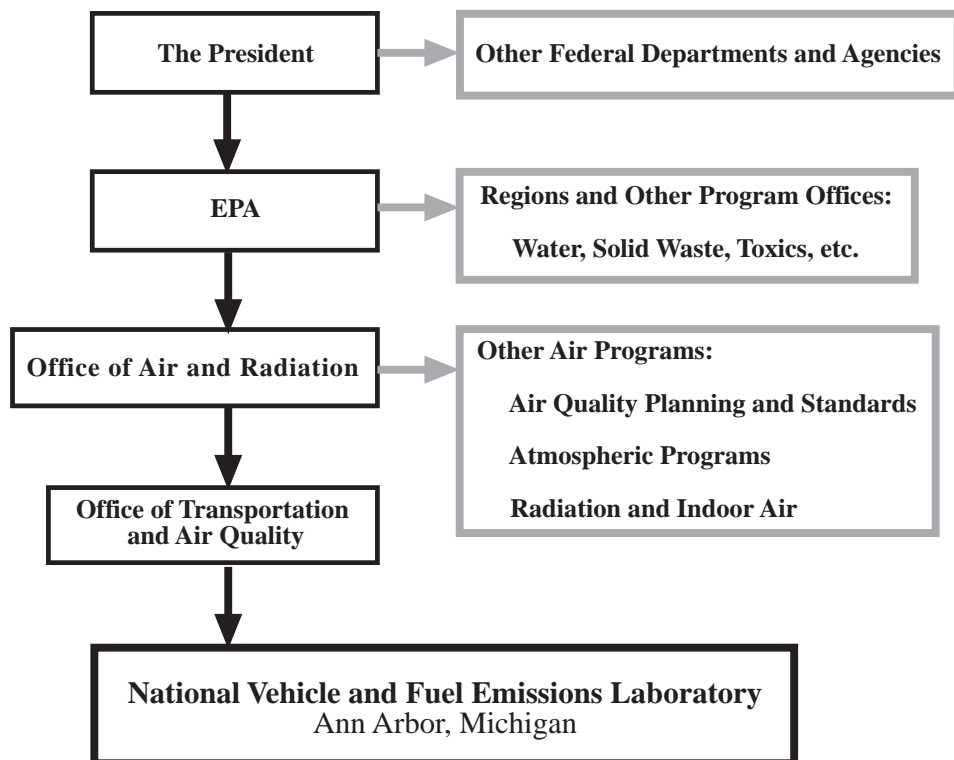 The President
Other Federal Departments and Agencies
EPA
Regions and Other Program Offices:
Water, Solid Waste, Toxics, etc.
Office of Air and Radiation
Other Air Programs:
Air Quality Planning and Standards
Atmospheric Programs
Radiation and Indoor Air
Office of Transportation
and Air Quality
National Vehicle and Fuel Emissions Laboratory
Ann Arbor, Michigan